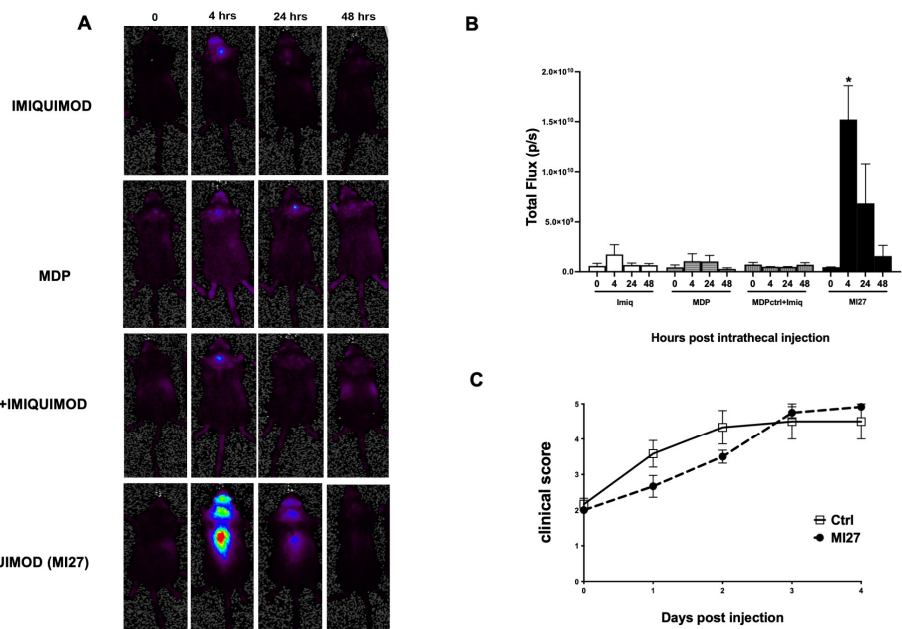 A
0 4 hrs 24 hrs 48 hrs
IMIQUIMOD
MDP
+IMIQUIMOD
UIMOD (MI27)
B
Total Flux (p/s)
2.0×10¹⁰
1.5×10¹⁰
1.0×10¹⁰
5.0×10⁹
0.0
*
0 4 24 48 0 4 24 48 0 4 24 48 0 4 24 48
Imiq MDP MDPctrl+Imiq MI27
Hours post intrathecal injection
C
clinical score
5
4
3
2
1
0
Ctrl
MI27
0 1 2 3 4
Days post injection